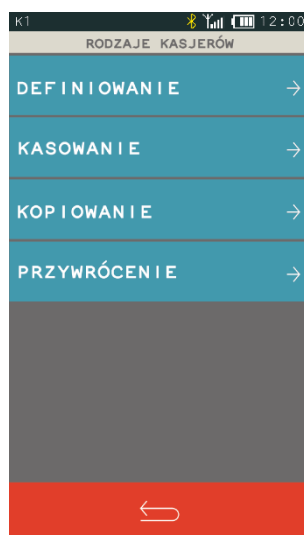 K1 12:00
RODZAJE KASJERÓW
DEFINIOWANIE
KASOWANIE
KOPIOWANIE
PRZYWRÓCENIE